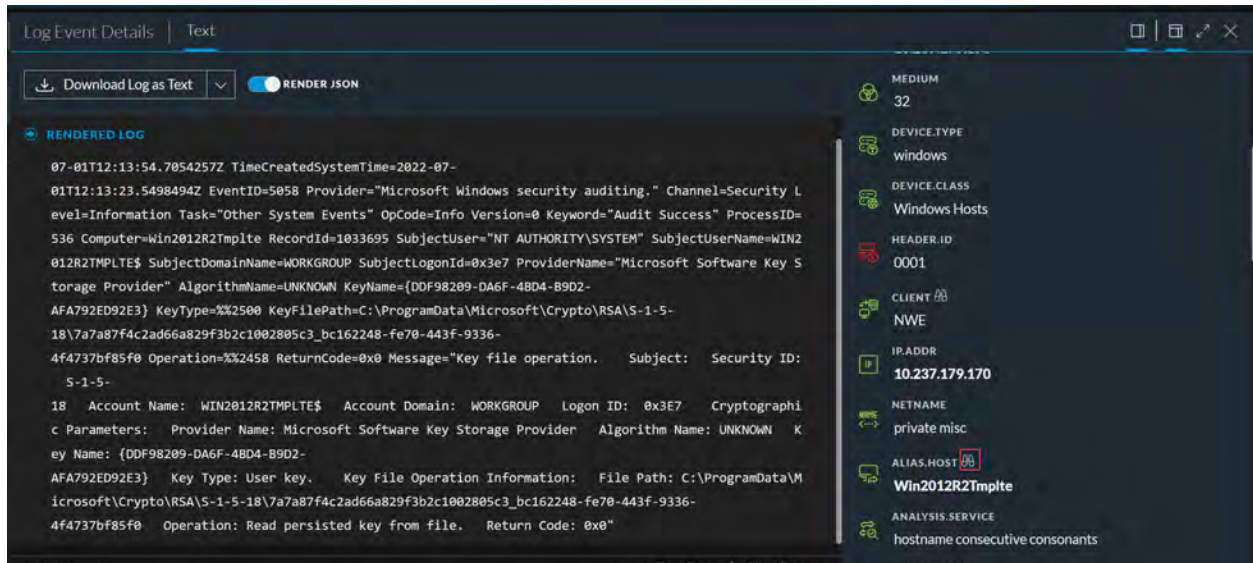 Log Event Details | Text
Download Log as Text
RENDER JSON
RENDERED LOG
07-01T12:13:54.7054257Z TimeCreatedSystemTime=2022-07-
01T12:13:23.5498494Z EventID=5058 Provider="Microsoft Windows security auditing." Channel=Security L
evel=Information Task="Other System Events" OpCode=Info Version=0 Keyword="Audit Success" ProcessID=
536 Computer=Win2012R2Tmplte RecordId=1033695 SubjectUser="NT AUTHORITY\SYSTEM" SubjectUserName=WIN2
012R2TMPLTE$ SubjectDomainName=WORKGROUP SubjectLogonId=0x3e7 ProviderName="Microsoft Software Key S
torage Provider" AlgorithmName=UNKNOWN KeyName={DDF98209-DA6F-4BD4-B9D2-
AFA792ED92E3} KeyType=%%2500 KeyFilePath=C:\ProgramData\Microsoft\Crypto\RSA\S-1-5-
18\7a7a87f4c2ad66a829f3b2c1002805c3_bc162248-fe70-443f-9336-
4f4737bf85f0 Operation=%%2458 ReturnCode=0x0 Message="Key file operation. Subject: Security ID:
S-1-5-
18 Account Name: WIN2012R2TMPLTE$ Account Domain: WORKGROUP Logon ID: 0x3E7 Cryptographi
c Parameters: Provider Name: Microsoft Software Key Storage Provider Algorithm Name: UNKNOWN K
ey Name: {DDF98209-DA6F-4BD4-B9D2-
AFA792ED92E3} Key Type: User key. Key File Operation Information: File Path: C:\ProgramData\M
icrosoft\Crypto\RSA\S-1-5-18\7a7a87f4c2ad66a829f3b2c1002805c3_bc162248-fe70-443f-9336-
4f4737bf85f0 Operation: Read persisted key from file. Return Code: 0x0"
MEDIUM
32
DEVICE.TYPE
windows
DEVICE.CLASS
Windows Hosts
HEADER.ID
0001
CLIENT
NWE
IP.ADDR
10.237.179.170
NETNAME
private misc
ALIAS.HOST
Win2012R2Tmplte
ANALYSIS.SERVICE
hostname consecutive consonants